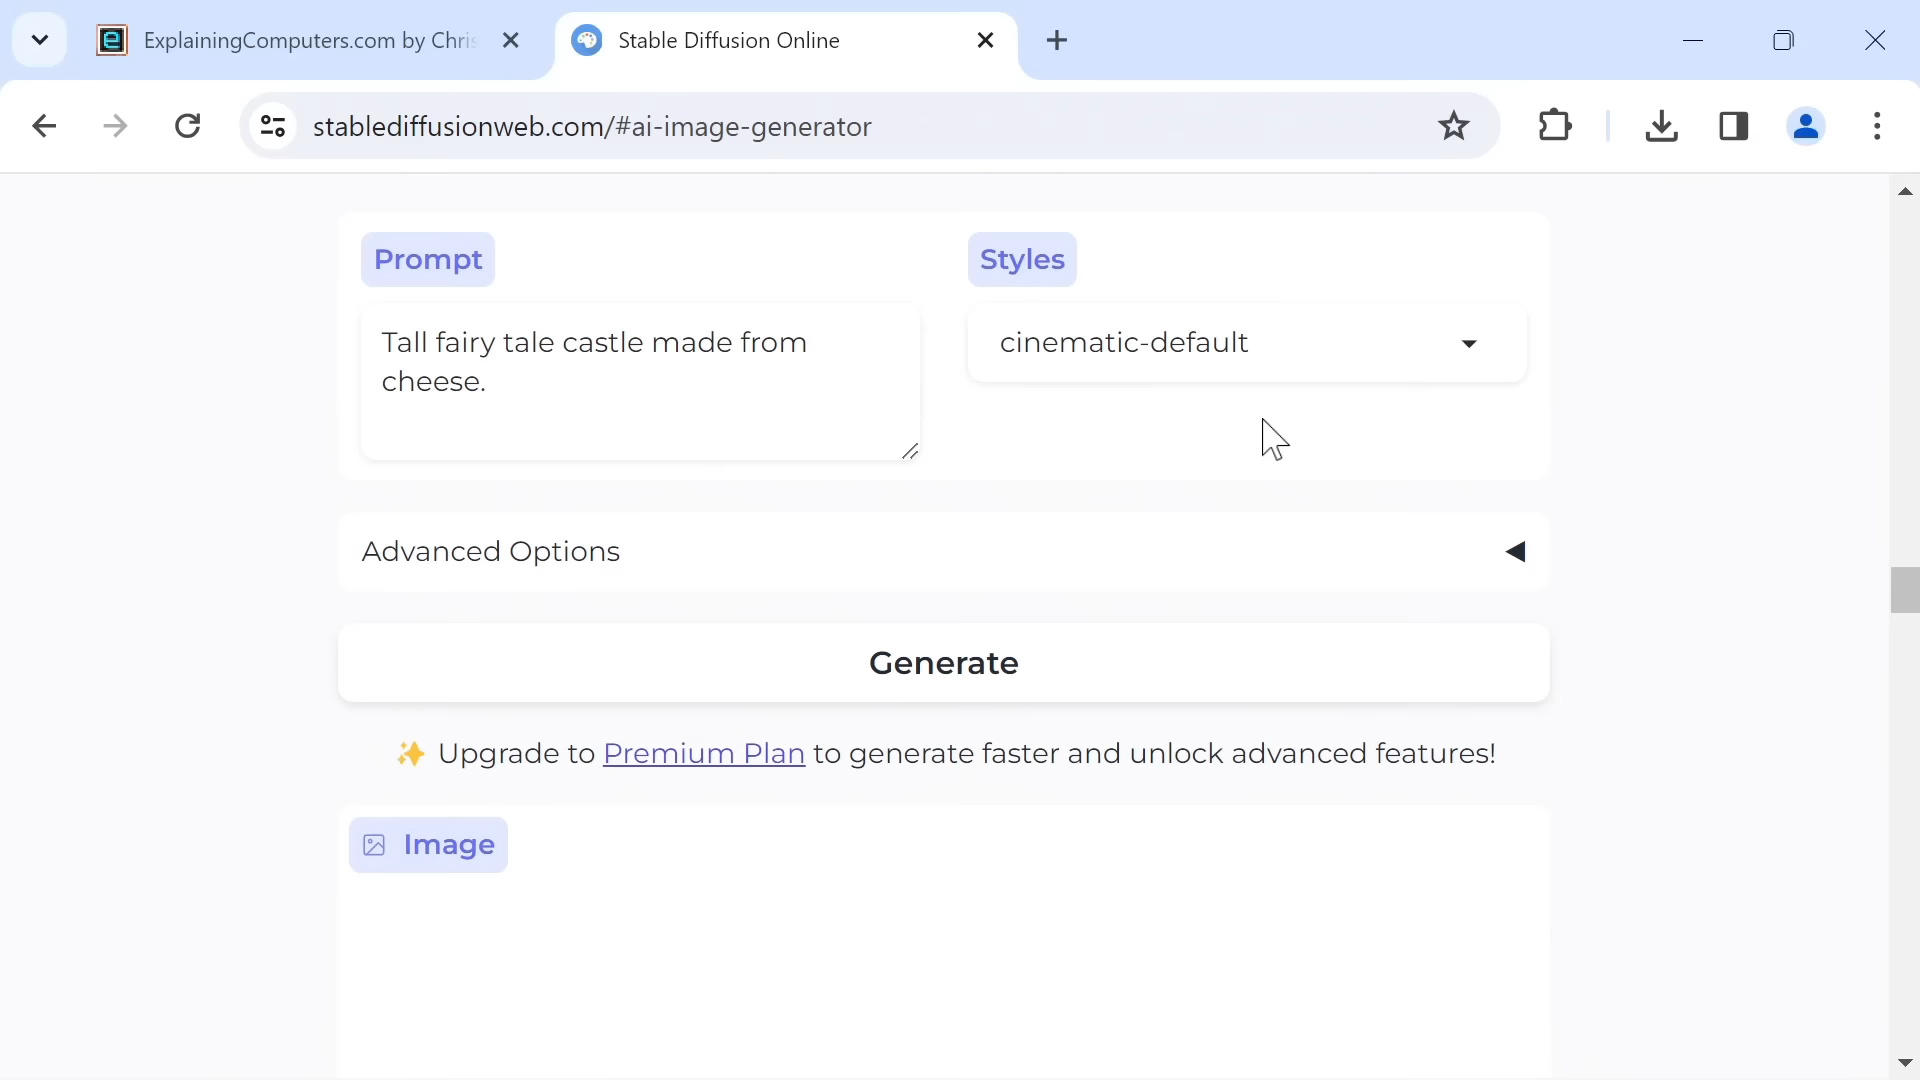 ExplainingComputers.com by Chris
Stable Diffusion Online
stablediffusionweb.com/#ai-image-generator
Prompt
Styles
Tall fairy tale castle made from
cheese.
cinematic-default
Advanced Options
Generate
✨ Upgrade to Premium Plan to generate faster and unlock advanced features!
Image